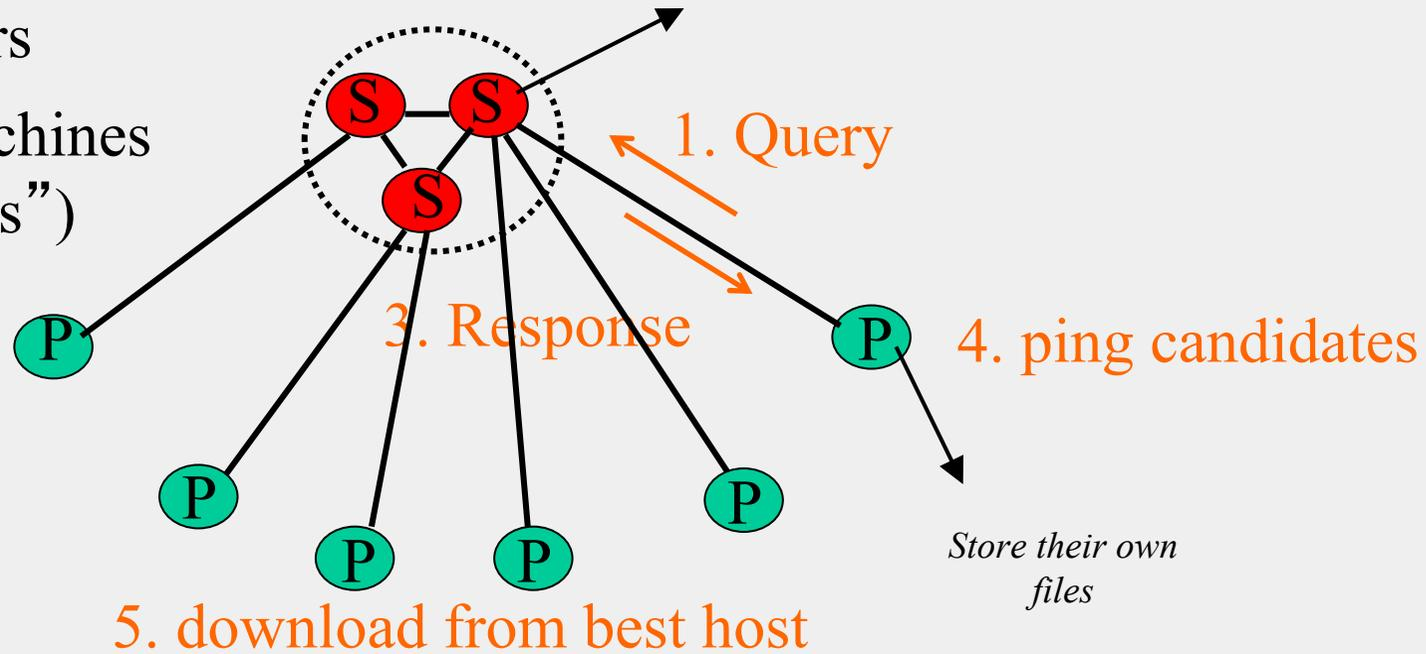 rs
chines
s”)
S
S
S
1. Query
3. Response
P
P
4. ping candidates
P
P
P
P
Store their own
files
5. download from best host